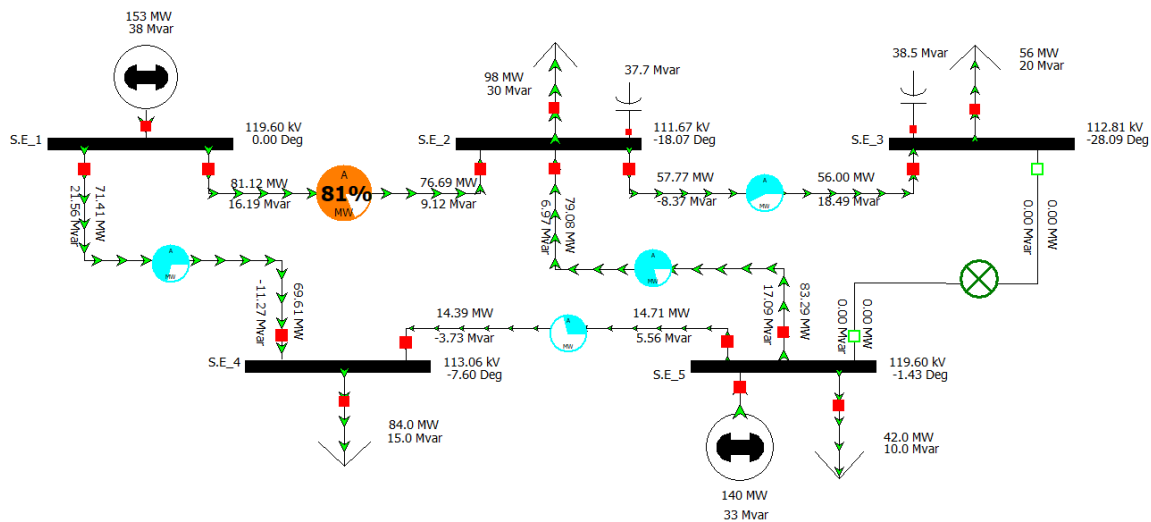 153 MW
38 Mvar
S.E_1
119.60 kV
0.00 Deg
98 MW
30 Mvar
37.7 Mvar
S.E_2
111.67 kV
-18.07 Deg
38.5 Mvar
56 MW
20 Mvar
S.E_3
112.81 kV
-28.09 Deg
81.12 MW
16.19 Mvar
A
81%
MW
76.69 MW
9.12 Mvar
57.77 MW
-8.37 Mvar
A
MW
56.00 MW
18.49 Mvar
71.41 MW
21.56 Mvar
A
MW
69.61 MW
-11.27 Mvar
79.08 MW
6.97 Mvar
A
MW
83.29 MW
17.09 Mvar
0.00 MW
0.00 Mvar
0.00 MW
0.00 Mvar
14.39 MW
-3.73 Mvar
A
MW
14.71 MW
5.56 Mvar
S.E_4
113.06 kV
-7.60 Deg
S.E_5
119.60 kV
-1.43 Deg
84.0 MW
15.0 Mvar
42.0 MW
10.0 Mvar
140 MW
33 Mvar